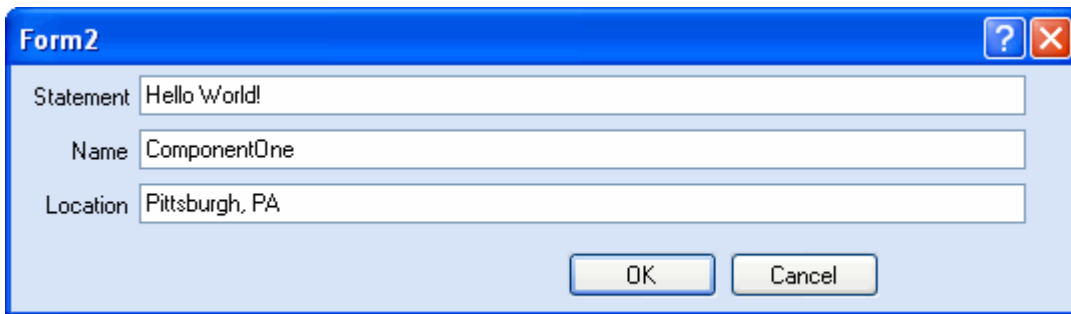 Form2
Statement Hello World!
Name ComponentOne
Location Pittsburgh, PA
OK Cancel